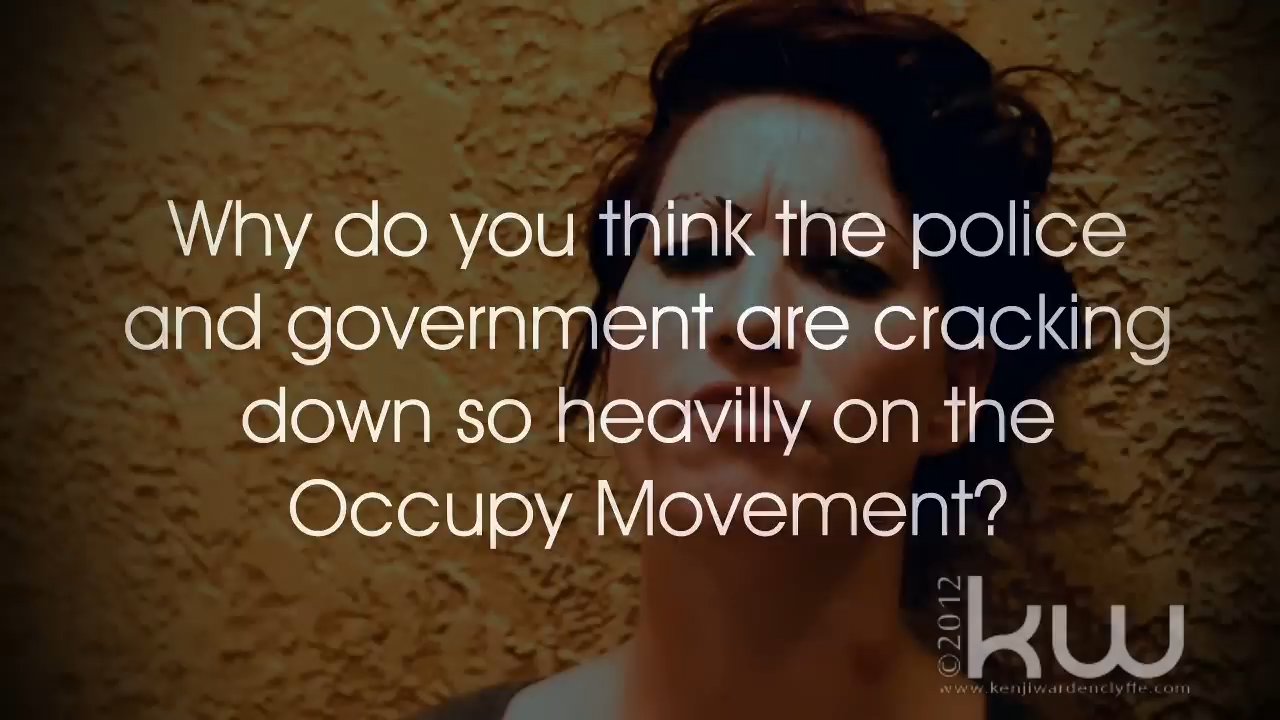 Why do you think the police
and government are cracking
down so heavilly on the
Occupy Movement?
©2012
kw
www.kenjiwardenclyffe.com